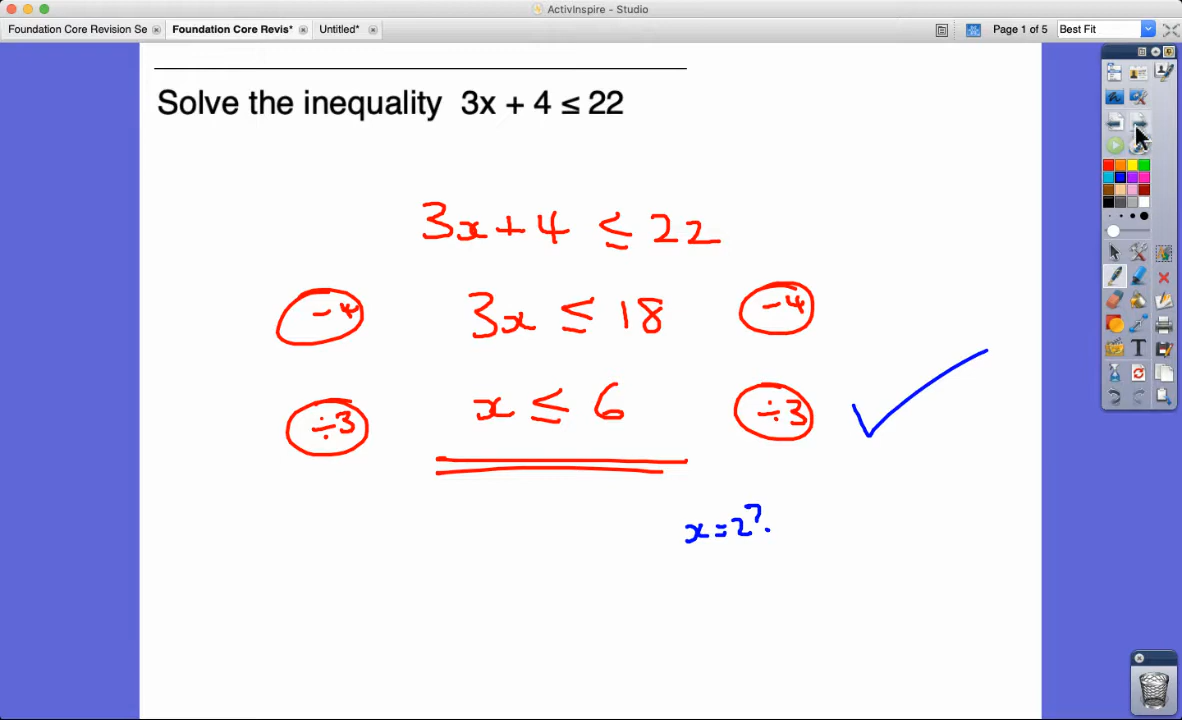 ActivInspire - Studio
Foundation Core Revision Se
Foundation Core Revis*
Untitled*
Page 1 of 5
Best Fit
Solve the inequality 3x + 4 ≤ 22
3x + 4 ≤ 22
-4 3x ≤ 18 -4
÷3 x ≤ 6 ÷3
x = 2?
T